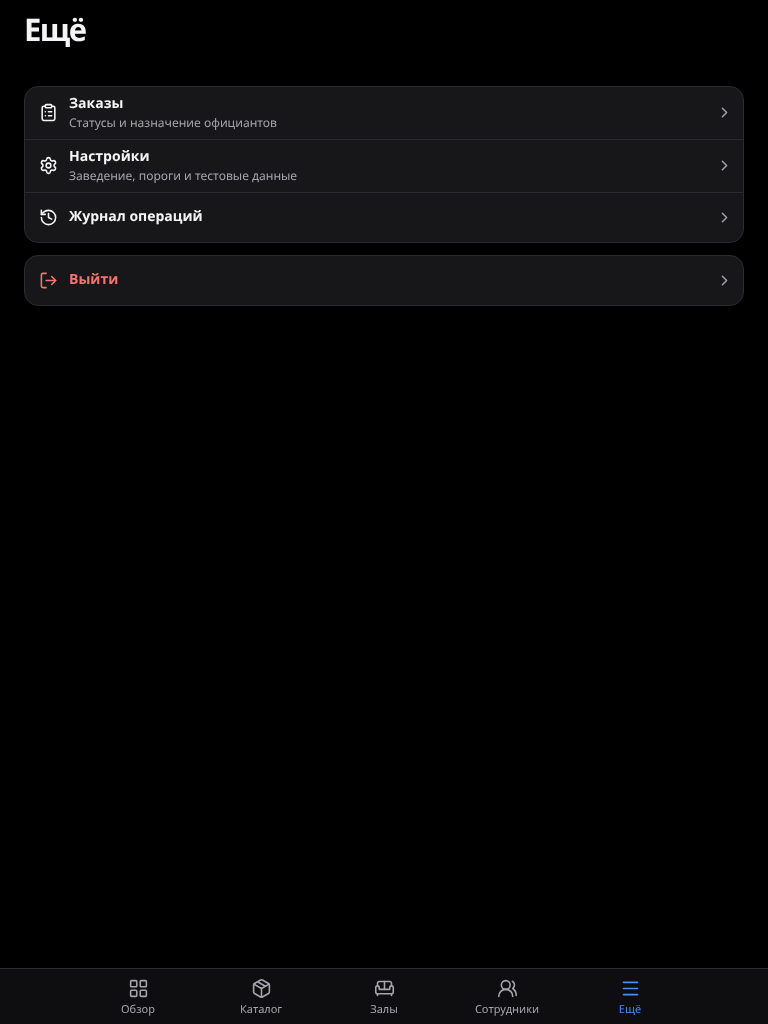 Ещё
Заказы
Статусы и назначение официантов
Настройки
Заведение, пороги и тестовые данные
Журнал операций
Выйти
Обзор
Каталог
Залы
Сотрудники
Ещё